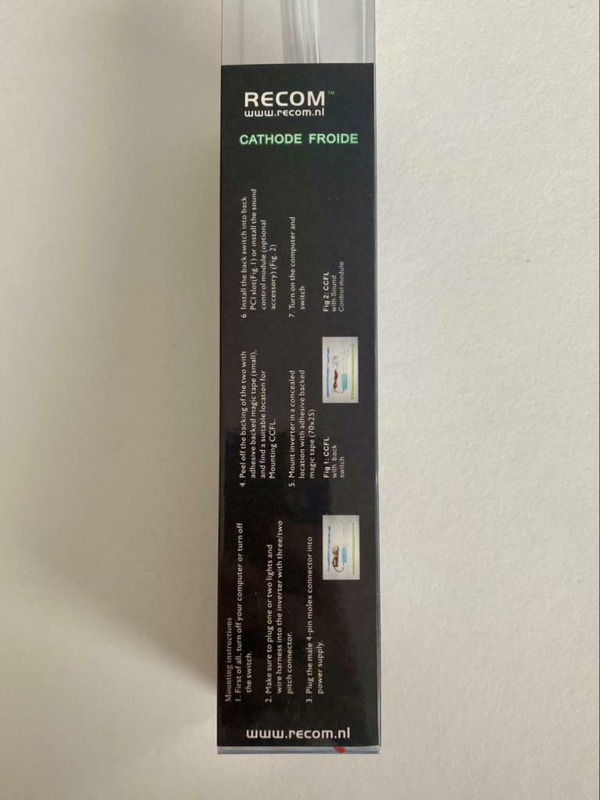 RECOM™
www.recom.nl
CATHODE FROIDE
Mounting instructions
1. First of all, turn off your computer or turn off
the switch.
2. Make sure to plug one or two lights and
wire harness into the inverter with three/two
pitch connector.
3. Plug the male 4-pin molex connector into
power supply.
4. Peel off the backing of the two with
adhesive backed magic tape (small),
and find a suitable location for
Mounting CCFL.
5. Mount inverter in a concealed
location with adhesive backed
magic tape (70x25)
Fig 1: CCFL
with back
switch
6. Install the back switch into back
PCI slot(Fig.1) or install the sound
control module (optional
accessory) (Fig. 2)
7. Turn on the computer and
switch
Fig 2: CCFL
with Sound
Control module
www.recom.nl